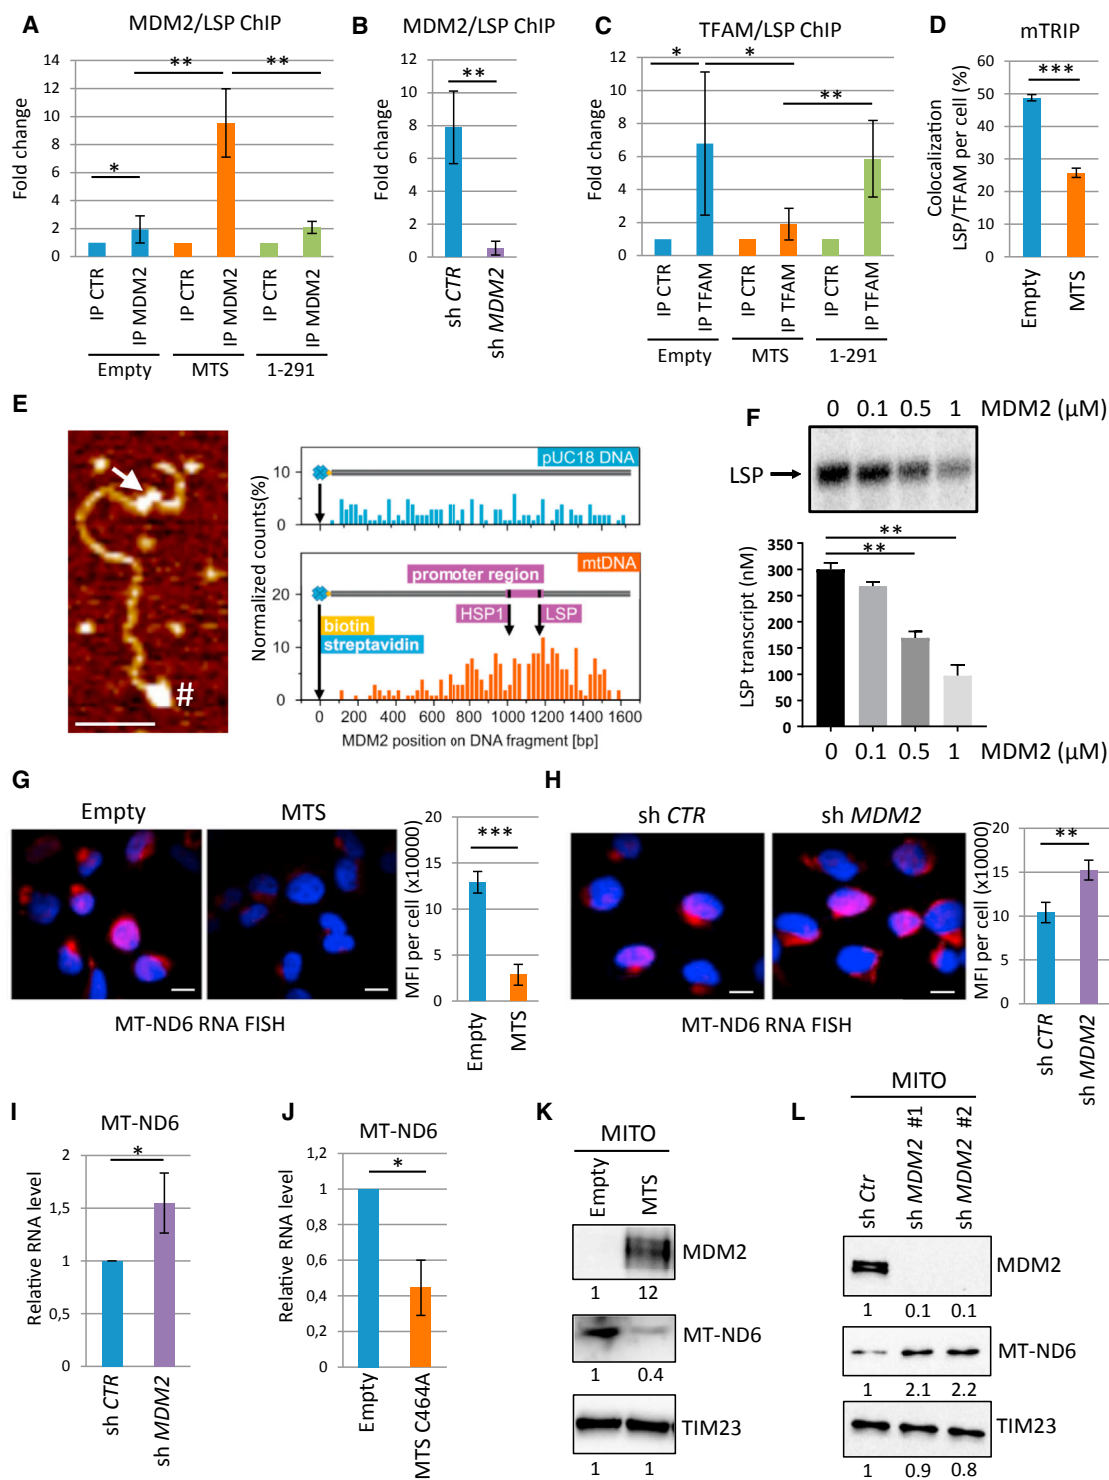 A
MDM2/LSP ChIP
Fold change
14
12
10
8
6
4
2
0
*
**
**
IP CTR
IP MDM2
IP CTR
IP MDM2
IP CTR
IP MDM2
Empty
MTS
1-291
B
MDM2/LSP ChIP
Fold change
12
10
8
6
4
2
0
**
sh CTR
sh MDM2
C
TFAM/LSP ChIP
Fold change
12
10
8
6
4
2
0
*
*
**
IP CTR
IP TFAM
IP CTR
IP TFAM
IP CTR
IP TFAM
Empty
MTS
1-291
D
mTRIP
Colocalization
LSP/TFAM per cell (%)
60
50
40
30
20
10
0
***
Empty
MTS
E
#
Normalized counts(%)
10
0
pUC18 DNA
20
10
0
mtDNA
promoter region
HSP1
LSP
biotin
streptavidin
0
200
400
600
800
1000
1200
1400
1600
MDM2 position on DNA fragment [bp]
F
0 0.1 0.5 1 MDM2 (μM)
LSP
LSP transcript (nM)
350
300
250
200
150
100
50
0
**
**
0 0.1 0.5 1 MDM2 (μM)
G
Empty
MTS
MT-ND6 RNA FISH
MFI per cell (x10000)
20
15
10
5
0
***
Empty
MTS
H
sh CTR
sh MDM2
MT-ND6 RNA FISH
MFI per cell (x10000)
20
15
10
5
0
**
sh CTR
sh MDM2
I
MT-ND6
Relative RNA level
2
1,5
1
0,5
0
*
sh CTR
sh MDM2
J
MT-ND6
Relative RNA level
1,2
1
0,8
0,6
0,4
0,2
0
*
Empty
MTS C464A
K
MITO
Empty
MTS
MDM2
1 12
MT-ND6
1 0.4
TIM23
1 1
L
MITO
sh Ctr
sh MDM2 #1
sh MDM2 #2
MDM2
1 0.1 0.1
MT-ND6
1 2.1 2.2
TIM23
1 0.9 0.8